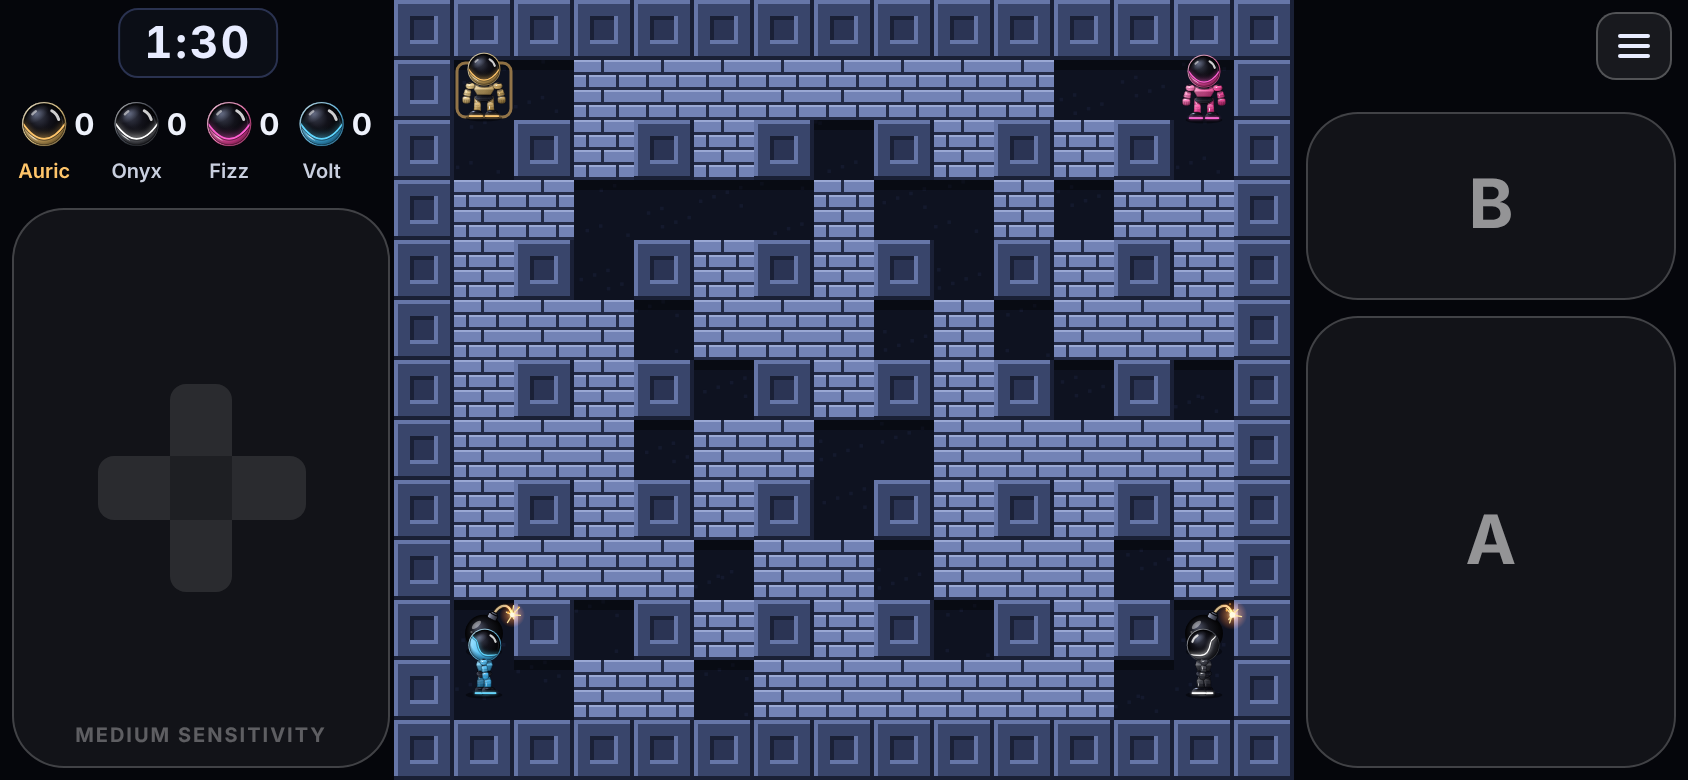 1:30
0 0 0 0
Auric Onyx Fizz Volt
B
A
MEDIUM SENSITIVITY